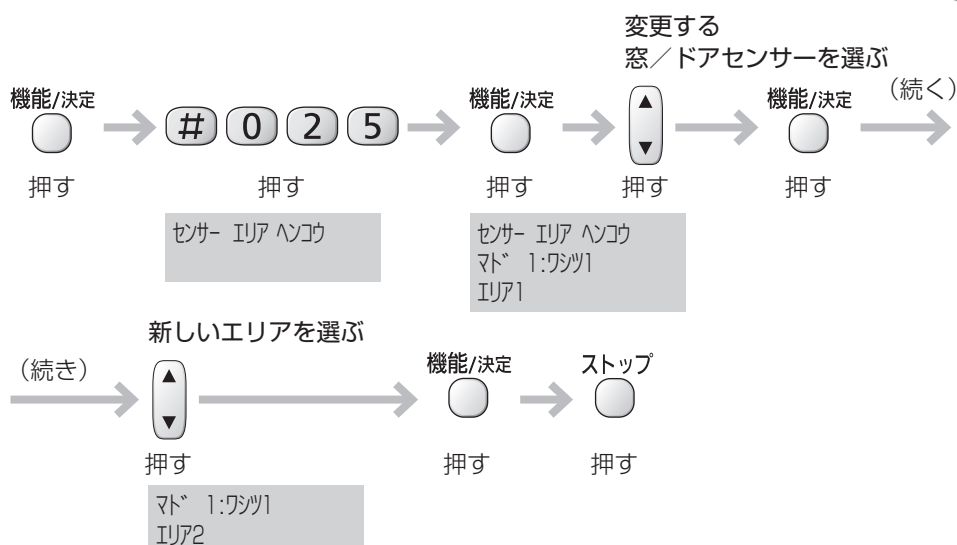 変更する
窓／ドアセンサーを選ぶ
機能/決定
機能/決定
機能/決定
（続く）
# 0 2 5
▲
▼
押す
押す
押す
押す
押す
ｾﾝｻｰ ｴﾘｱ ﾍﾝｺｳ
ｾﾝｻｰ ｴﾘｱ ﾍﾝｺｳ
ﾏﾄﾞ 1:ﾜｼﾂ1
ｴﾘｱ1
新しいエリアを選ぶ
（続き）
▲
▼
機能/決定
ストップ
押す
押す
押す
ﾏﾄﾞ 1:ﾜｼﾂ1
ｴﾘｱ2